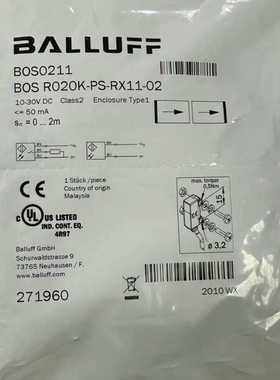 BALLUFF
BOS0211
BOS R020K-PS-RX11-02
10-30V DC Class2 Enclosure Type1
<= 50 mA
sn = 0 ... 2m
1 Stück / piece
Country of origin
Malaysia
C UL US LISTED
IND. CONT. EQ.
4R97
max. torque
0,5Nm
15
ø 3,2
Balluff GmbH
Schurwaldstrasse 9
73765 Neuhausen / F.
www.balluff.com
271960
2010 WX